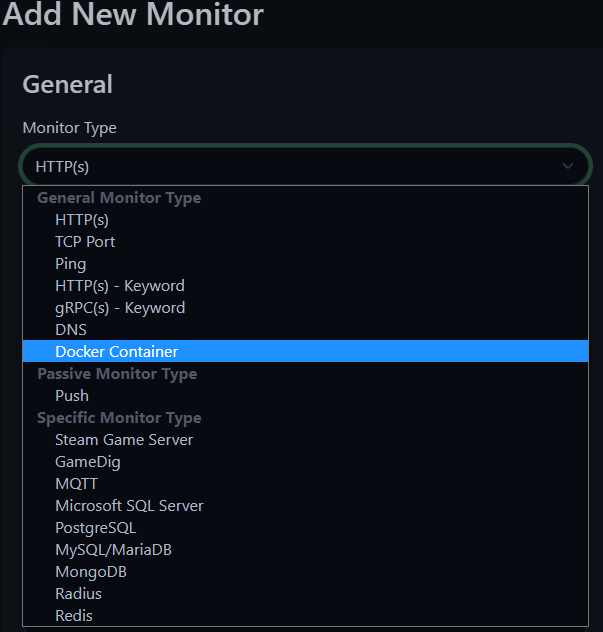 Add New Monitor
General
Monitor Type
HTTP(s)
General Monitor Type
HTTP(s)
TCP Port
Ping
HTTP(s) - Keyword
gRPC(s) - Keyword
DNS
Docker Container
Passive Monitor Type
Push
Specific Monitor Type
Steam Game Server
GameDig
MQTT
Microsoft SQL Server
PostgreSQL
MySQL/MariaDB
MongoDB
Radius
Redis